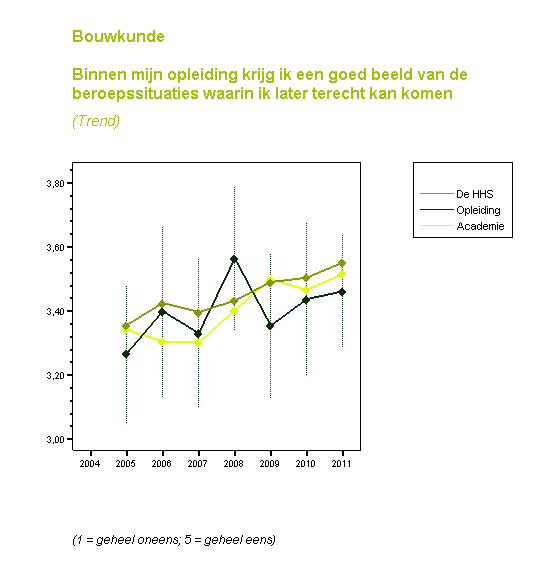 Bouwkunde
Binnen mijn opleiding krijg ik een goed beeld van de
beroepssituaties waarin ik later terecht kan komen
(Trend)
3,80
3,60
3,40
3,20
3,00
2004 2005 2006 2007 2008 2009 2010 2011
De HHS
Opleiding
Academie
(1 = geheel oneens; 5 = geheel eens)